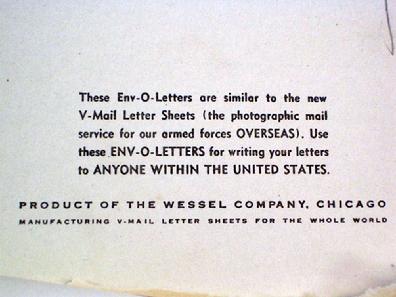 These Env-O-Letters are similar to the new
V-Mail Letter Sheets (the photographic mail
service for our armed forces OVERSEAS). Use
these ENV-O-LETTERS for writing your letters
to ANYONE WITHIN THE UNITED STATES.
PRODUCT OF THE WESSEL COMPANY, CHICAGO
MANUFACTURING V-MAIL LETTER SHEETS FOR THE WHOLE WORLD